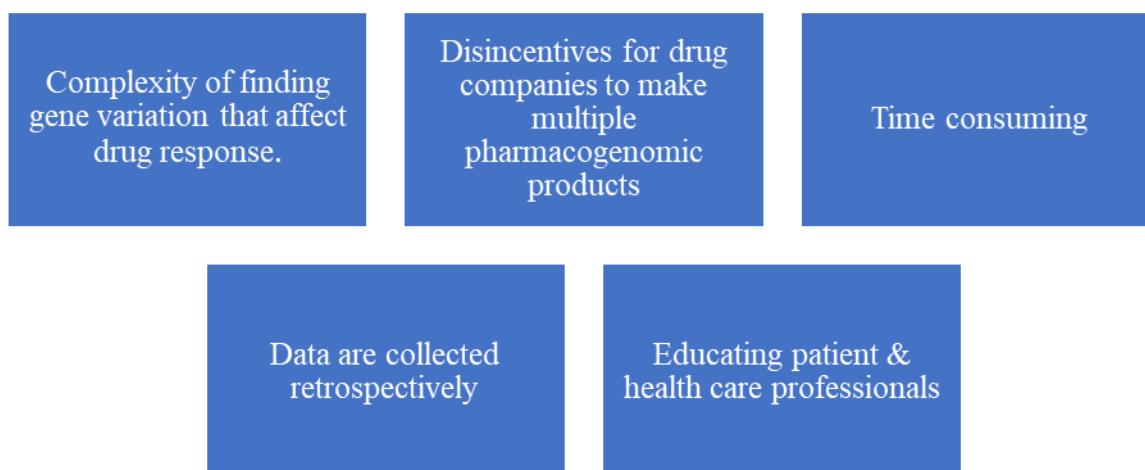 Complexity of finding
gene variation that affect
drug response.
Disincentives for drug
companies to make
multiple
pharmacogenomic
products
Time consuming
Data are collected
retrospectively
Educating patient &
health care professionals